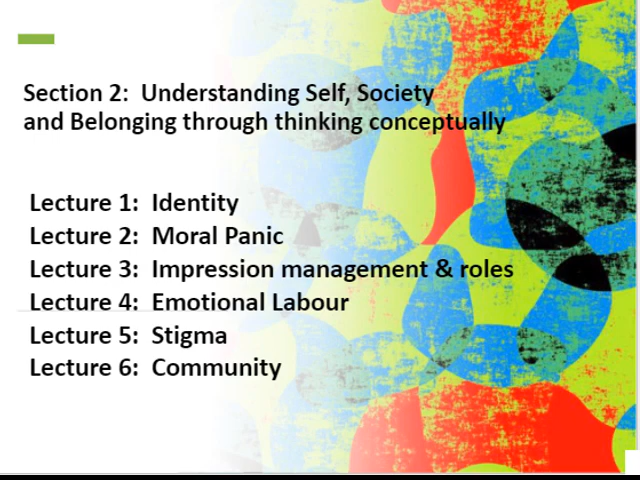 Section 2:  Understanding Self, Society
and Belonging through thinking conceptually
Lecture 1:  Identity
Lecture 2:  Moral Panic
Lecture 3:  Impression management & roles
Lecture 4:  Emotional Labour
Lecture 5:  Stigma
Lecture 6:  Community